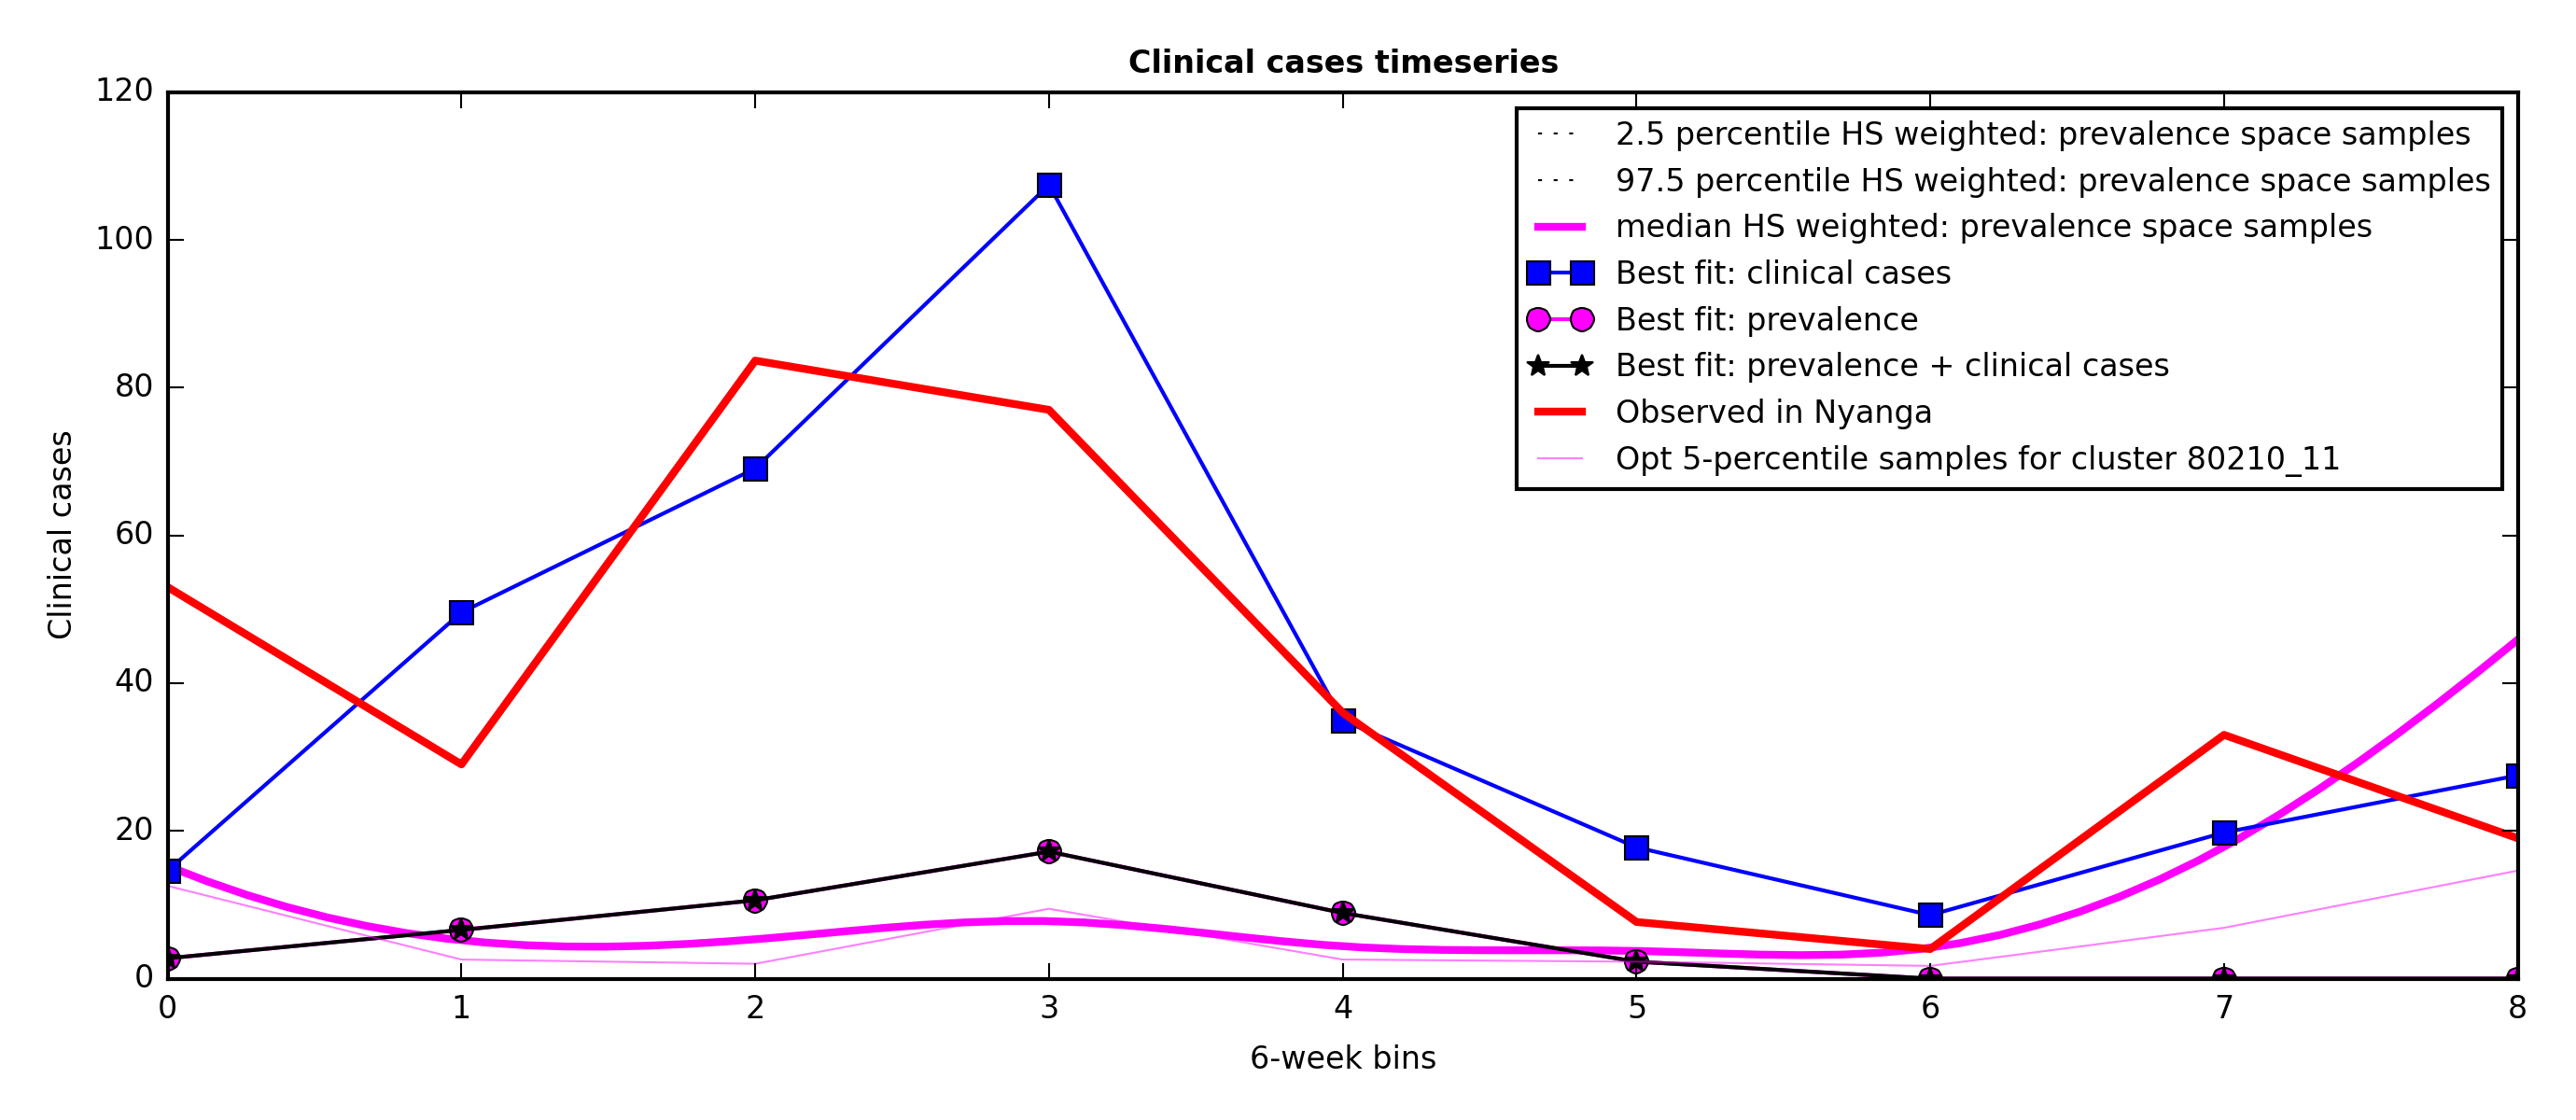 Clinical cases timeseries
120
100
80
60
40
20
0
Clinical cases
2.5 percentile HS weighted: prevalence space samples
97.5 percentile HS weighted: prevalence space samples
median HS weighted: prevalence space samples
Best fit: clinical cases
Best fit: prevalence
Best fit: prevalence + clinical cases
Observed in Nyanga
Opt 5-percentile samples for cluster 80210_11
0 1 2 3 4 5 6 7 8
6-week bins